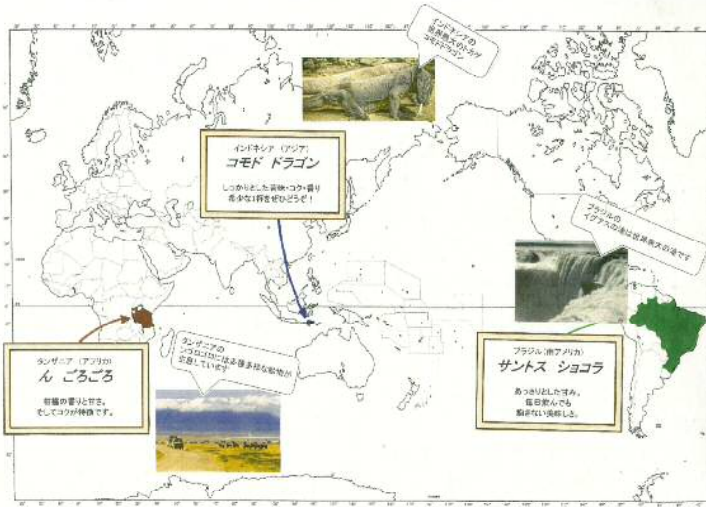 インドネシアの
世界最大のトカゲ
コモドドラゴン
インドネシア (アジア)
コモド ドラゴン
しっかりとした苦味・コク・香り
希少な1杯をぜひどうぞ!
ブラジルの
イグアスの滝は世界最大の滝です
タンザニア (アフリカ)
ん ごろごろ
柑橘の香りと甘さ。
そしてコクが特徴です。
タンザニアの
ンゴロゴロには多種多様な動物が
生息しています
ブラジル(南アメリカ)
サントス ショコラ
あっさりとした甘み。
毎日飲んでも
飽きない美味しさ。